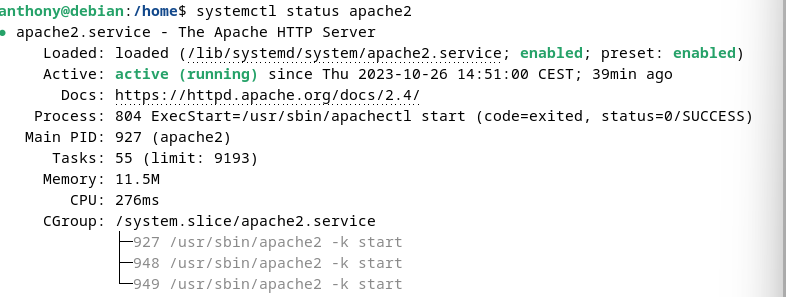 anthony@debian:/home$ systemctl status apache2
● apache2.service - The Apache HTTP Server
Loaded: loaded (/lib/systemd/system/apache2.service; enabled; preset: enabled)
Active: active (running) since Thu 2023-10-26 14:51:00 CEST; 39min ago
Docs: https://httpd.apache.org/docs/2.4/
Process: 804 ExecStart=/usr/sbin/apachectl start (code=exited, status=0/SUCCESS)
Main PID: 927 (apache2)
Tasks: 55 (limit: 9193)
Memory: 11.5M
CPU: 276ms
CGroup: /system.slice/apache2.service
├─927 /usr/sbin/apache2 -k start
├─948 /usr/sbin/apache2 -k start
└─949 /usr/sbin/apache2 -k start